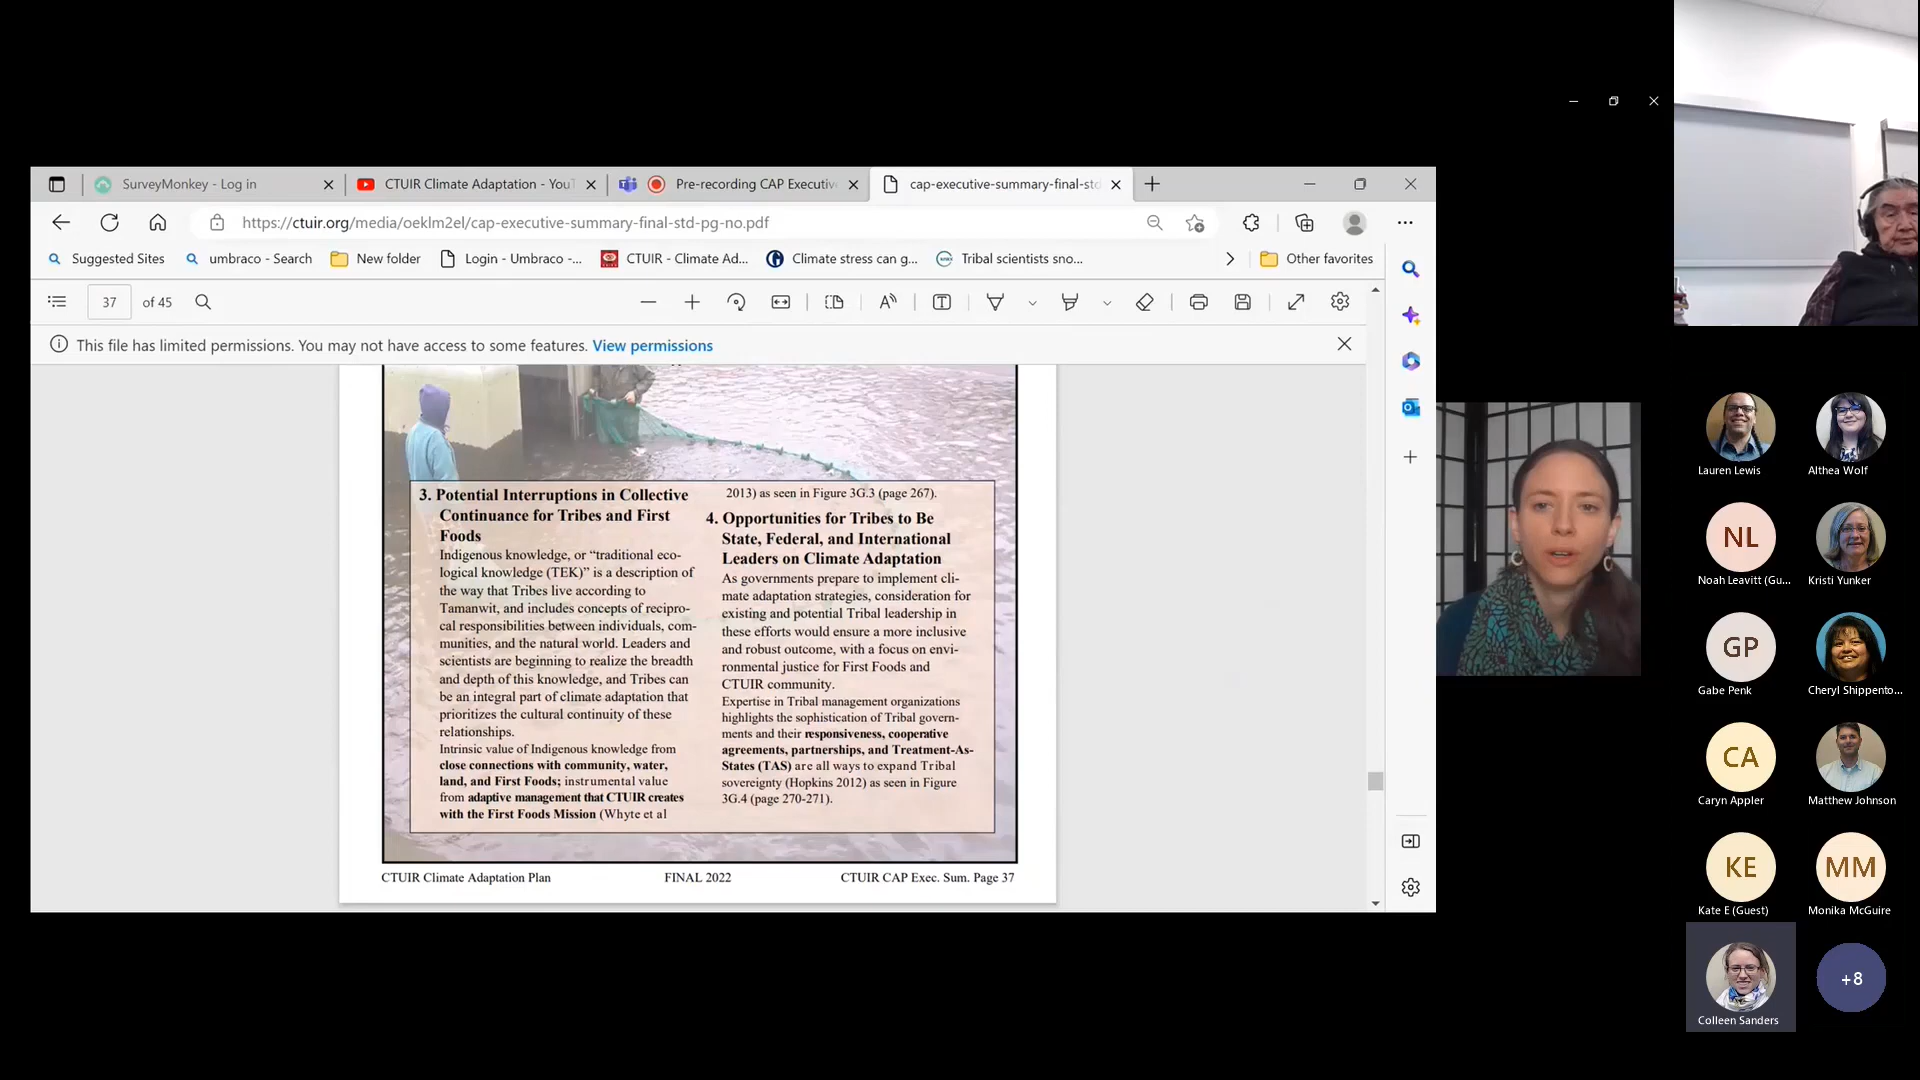 SurveyMonkey - Log in
CTUIR Climate Adaptation - YouT
Pre-recording CAP Executiv
cap-executive-summary-final-std
https://ctuir.org/media/oeklm2el/cap-executive-summary-final-std-pg-no.pdf
Suggested Sites
umbraco - Search
New folder
Login - Umbraco -...
CTUIR - Climate Ad...
Climate stress can g...
Tribal scientists sno...
Other favorites
37 of 45
This file has limited permissions. You may not have access to some features. View permissions
3. Potential Interruptions in Collective
Continuance for Tribes and First
Foods
Indigenous knowledge, or “traditional eco-
logical knowledge (TEK)” is a description of
the way that Tribes live according to
Tamanwit, and includes concepts of recipro-
cal responsibilities between individuals, com-
munities, and the natural world. Leaders and
scientists are beginning to realize the breadth
and depth of this knowledge, and Tribes can
be an integral part of climate adaptation that
prioritizes the cultural continuity of these
relationships.
Intrinsic value of Indigenous knowledge from
close connections with community, water,
land, and First Foods; instrumental value
from adaptive management that CTUIR creates
with the First Foods Mission (Whyte et al
2013) as seen in Figure 3G.3 (page 267).
4. Opportunities for Tribes to Be
State, Federal, and International
Leaders on Climate Adaptation
As governments prepare to implement cli-
mate adaptation strategies, consideration for
existing and potential Tribal leadership in
these efforts would ensure a more inclusive
and robust outcome, with a focus on envi-
ronmental justice for First Foods and
CTUIR community.
Expertise in Tribal management organizations
highlights the sophistication of Tribal govern-
ments and their responsiveness, cooperative
agreements, partnerships, and Treatment-As-
States (TAS) are all ways to expand Tribal
sovereignty (Hopkins 2012) as seen in Figure
3G.4 (page 270-271).
CTUIR Climate Adaptation Plan
FINAL 2022
CTUIR CAP Exec. Sum. Page 37
Lauren Lewis
Althea Wolf
NL
Noah Leavitt (Gu...
Kristi Yunker
GP
Gabe Penk
Cheryl Shippento...
CA
Caryn Appler
Matthew Johnson
KE
Kate E (Guest)
MM
Monika McGuire
Colleen Sanders
+8